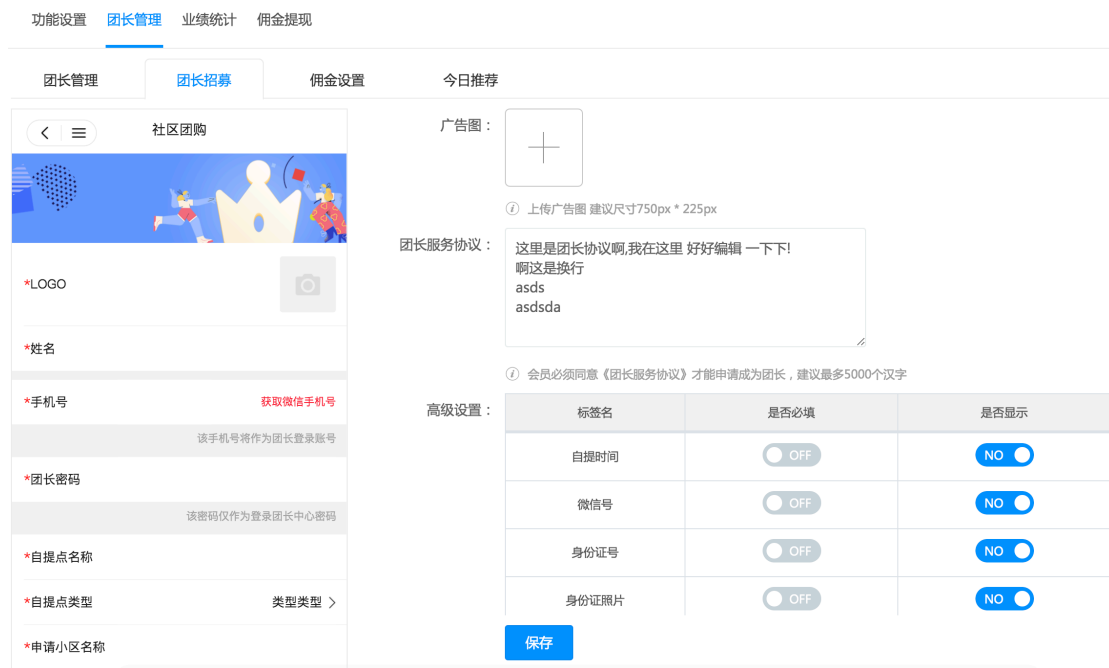 功能设置 团长管理 业绩统计 佣金提现
团长管理 团长招募 佣金设置 今日推荐
社区团购
*LOGO
*姓名
*手机号 获取微信手机号
该手机号将作为团长登录账号
*团长密码
该密码仅作为登录团长中心密码
*自提点名称
*自提点类型 类型类型
*申请小区名称
广告图：
上传广告图 建议尺寸750px * 225px
团长服务协议：
这里是团长协议啊,我在这里 好好编辑 一下下!
啊这是换行
asds
asdsda
会员必须同意《团长服务协议》才能申请成为团长，建议最多5000个汉字
高级设置：
标签名 是否必填 是否显示
自提时间 OFF NO
微信号 OFF NO
身份证号 OFF NO
身份证照片 OFF NO
保存